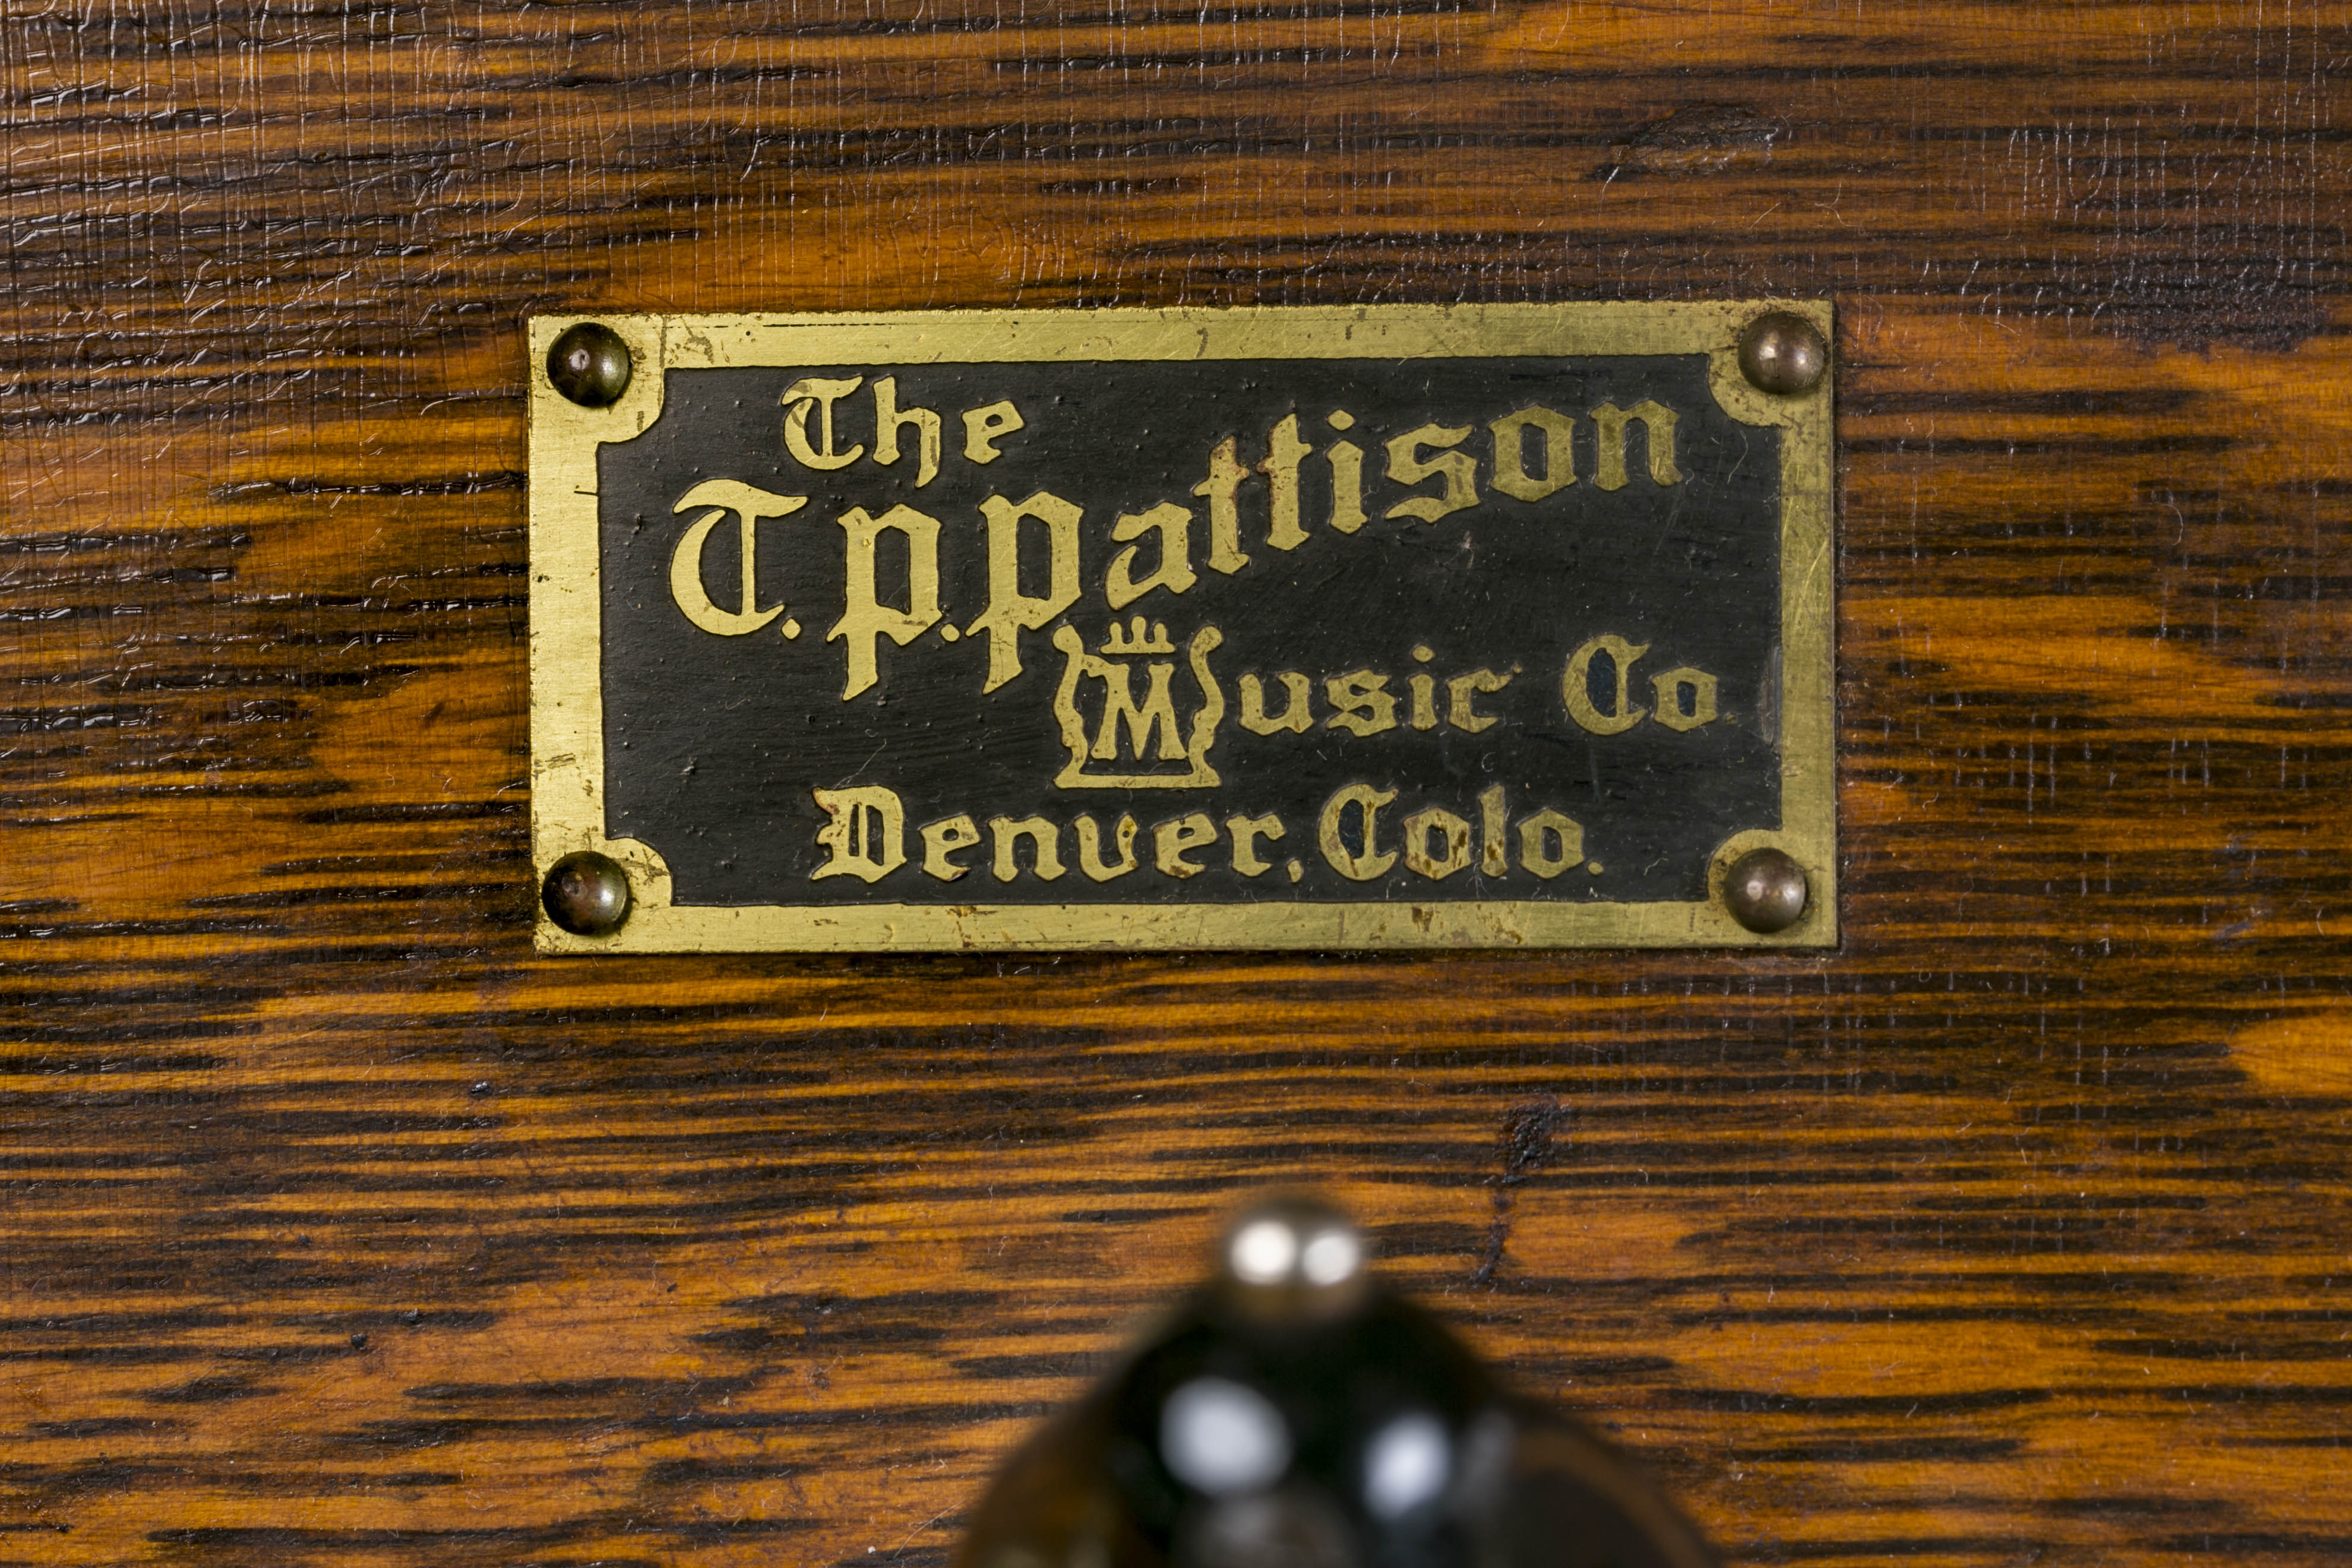 The
T.P.Pattison
Music Co
Denver, Colo.